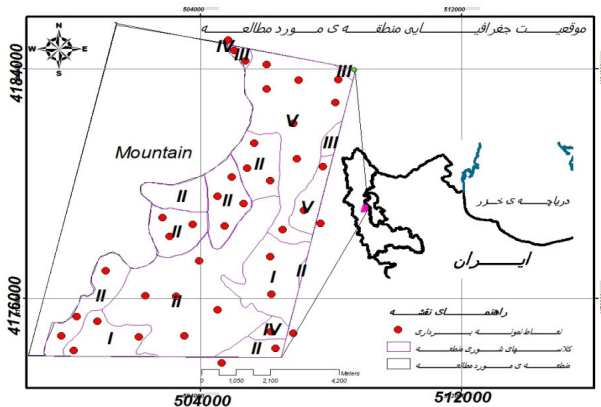 504000
512000
موقعیت جغرافیایی منطقه ی مورد مطالعه
N
W
E
S
4184000
IV
III
III
V
III
Mountain
II
II
II
V
II
دریاچه ی خزر
ایران
I
II
II
II
4176000
I
IV
II
راهنمای نقشه
نقاط نمونه برداری
کلاسهای شوری منطقه
منطقه ی مورد مطالعه
Meters
0
1,050
2,100
4,200
504000
512000